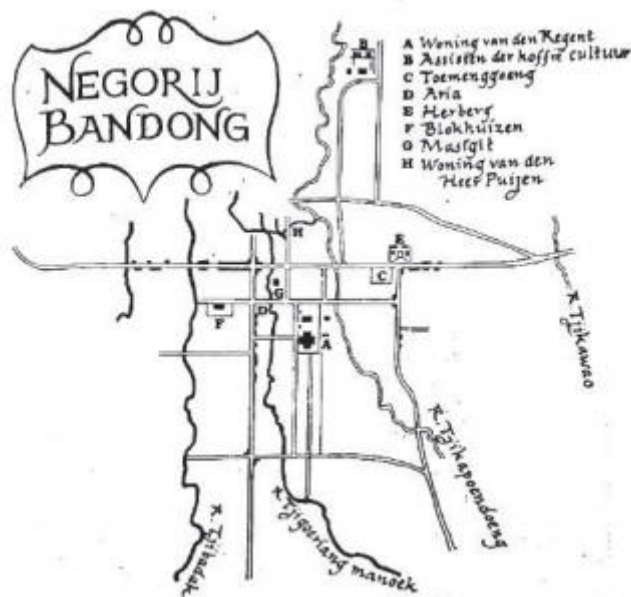 NEGORIJ
BANDONG
A Woning van den Regent
B Assisten der koffie cultuur
C Toemenggoeng
D Aria
E Herberg
F Blokhuizen
G Masigit
H Woning van den
Heer Puijen
B
H
E
C
G
D
F
A
R. Tjikawao
R. Tjikapoendoeng
R. Tjigoeriang manoek
R. Tjibadak